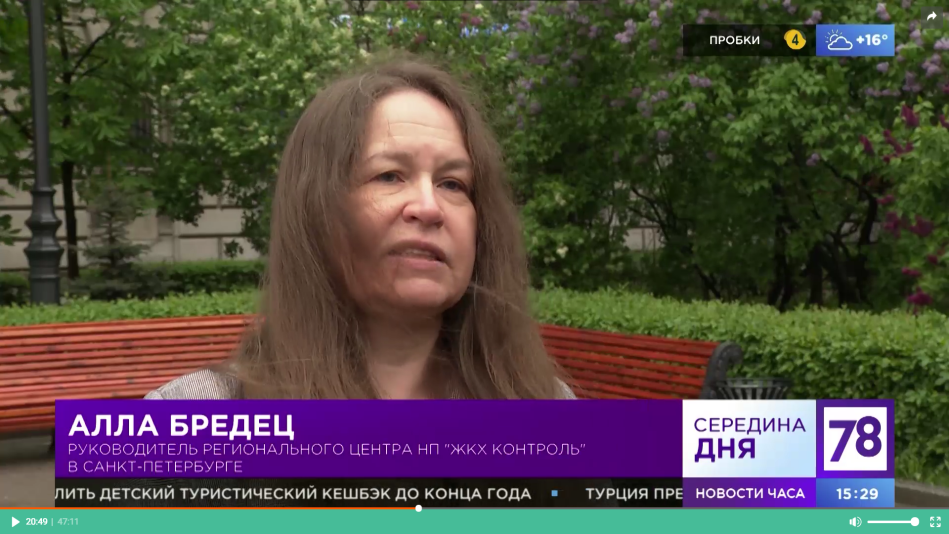 ПРОБКИ 4 +16°
АЛЛА БРЕДЕЦ
РУКОВОДИТЕЛЬ РЕГИОНАЛЬНОГО ЦЕНТРА НП "ЖКХ КОНТРОЛЬ"
В САНКТ-ПЕТЕРБУРГЕ
СЕРЕДИНА
ДНЯ
78
ЛИТЬ ДЕТСКИЙ ТУРИСТИЧЕСКИЙ КЕШБЭК ДО КОНЦА ГОДА ▪ ТУРЦИЯ ПРЕ
НОВОСТИ ЧАСА 15:29
20:49 | 47:11